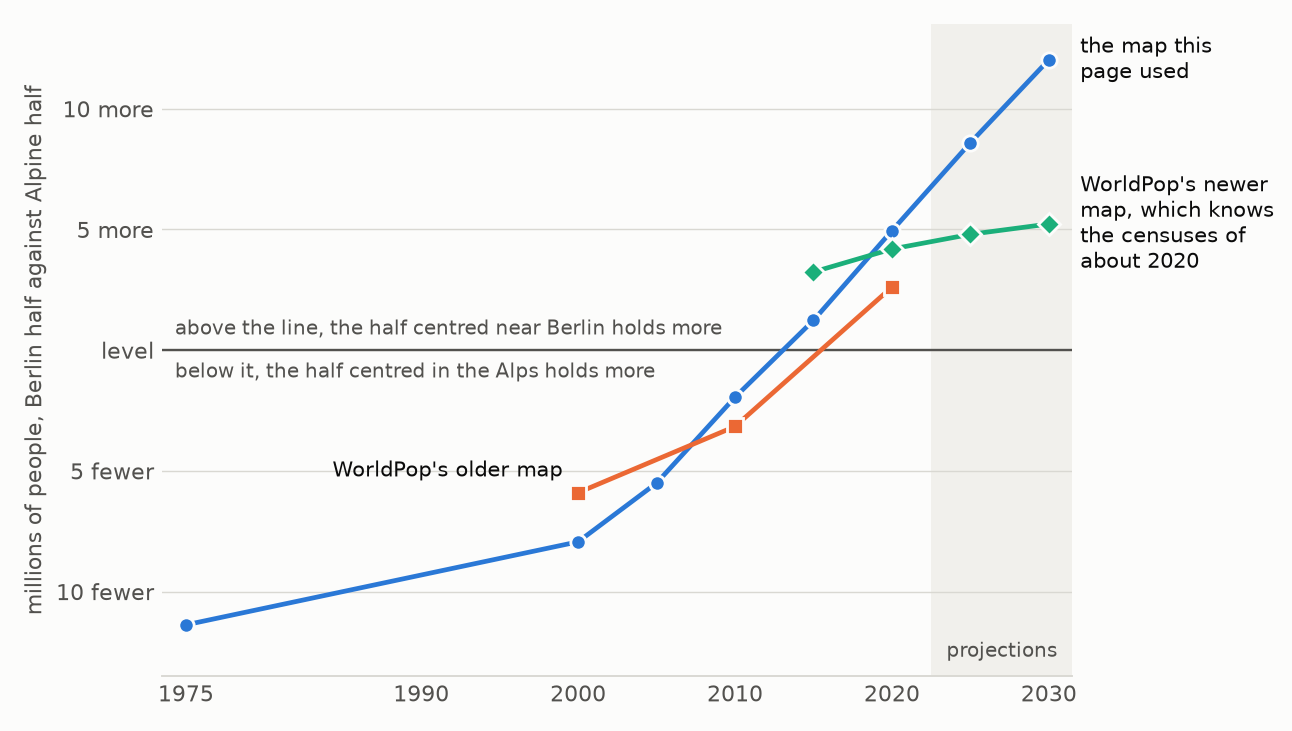 millions of people, Berlin half against Alpine half
10 more
5 more
level
5 fewer
10 fewer
the map this
page used
WorldPop's newer
map, which knows
the censuses of
about 2020
above the line, the half centred near Berlin holds more
below it, the half centred in the Alps holds more
WorldPop's older map
projections
1975
1990
2000
2010
2020
2030